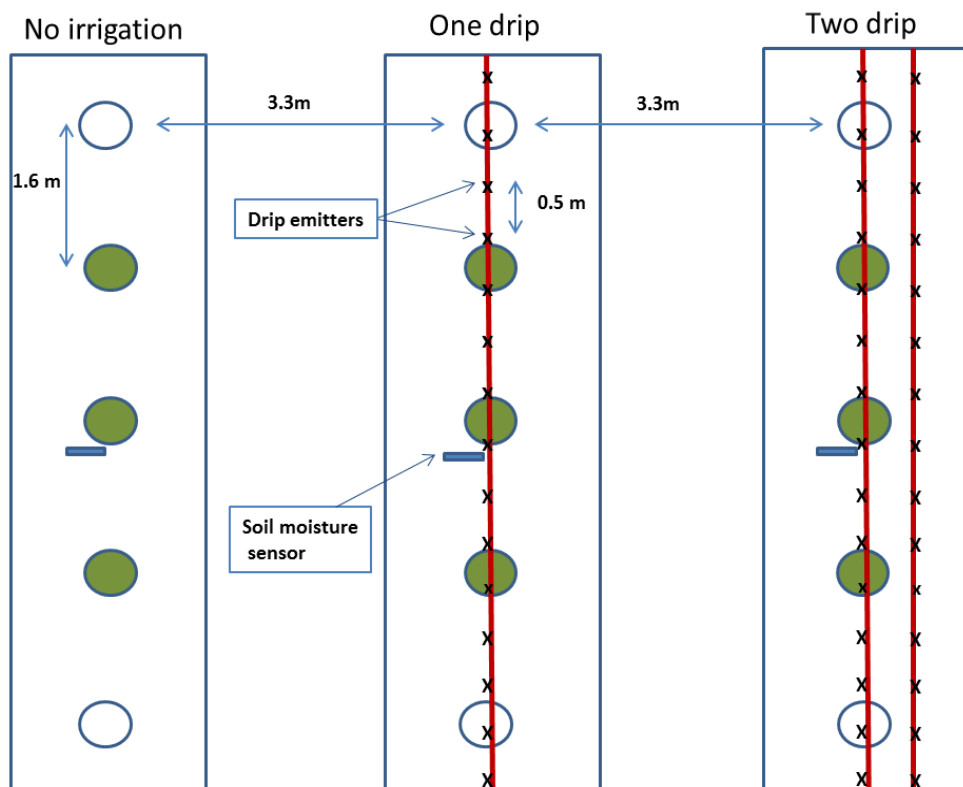 No irrigation
One drip
Two drip
3.3m
3.3m
1.6 m
0.5 m
Drip emitters
Soil moisture
sensor